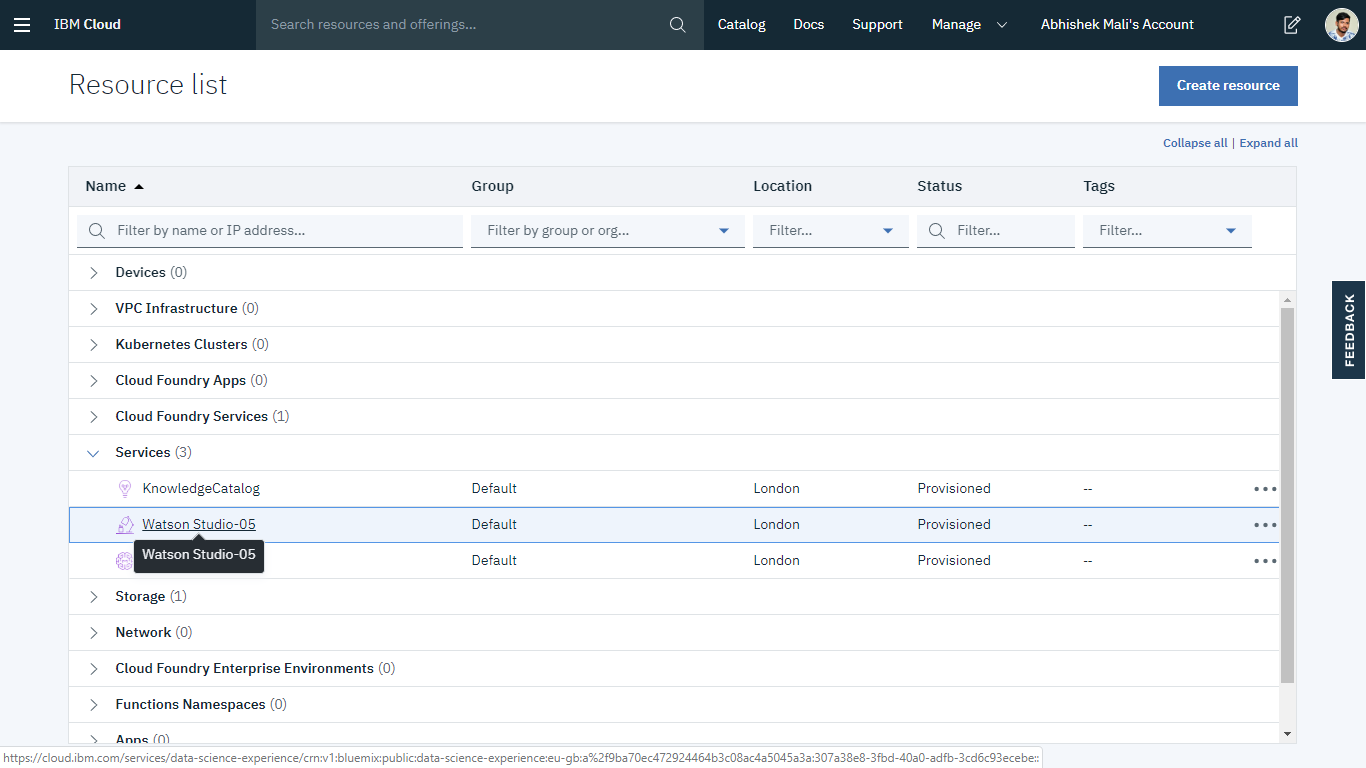 IBM Cloud Search resources and offerings... Catalog Docs Support Manage Abhishek Mali's Account
Resource list Create resource
Collapse all | Expand all
Name Group Location Status Tags
Filter by name or IP address... Filter by group or org... Filter... Filter... Filter...
Devices (0)
VPC Infrastructure (0)
Kubernetes Clusters (0)
Cloud Foundry Apps (0)
Cloud Foundry Services (1)
Services (3)
KnowledgeCatalog Default London Provisioned --
Watson Studio-05 Default London Provisioned --
Watson Studio-05 Default London Provisioned --
Storage (1)
Network (0)
Cloud Foundry Enterprise Environments (0)
Functions Namespaces (0)
Apps (0)
FEEDBACK
https://cloud.ibm.com/services/data-science-experience/crn:v1:bluemix:public:data-science-experience:eu-gb:a%2f9ba70ec472924464b3c08ac4a5045a3a:307a38e8-3fbd-40a0-adfb-3cd6c93ecebe::